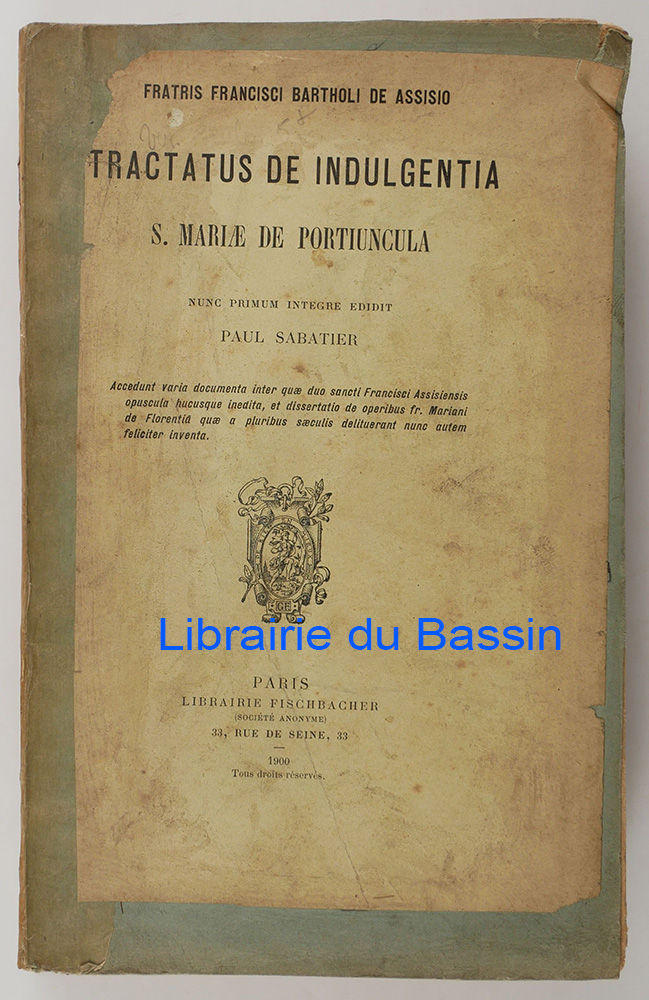 FRATRIS FRANCISCI BARTHOLI DE ASSISIO
TRACTATUS DE INDULGENTIA
S. MARIÆ DE PORTIUNCULA
NUNC PRIMUM INTEGRE EDIDIT
PAUL SABATIER
Accedunt varia documenta inter quæ duo sancti Francisci Assisiensis
opuscula hucusque inedita, et dissertatio de operibus fr. Mariani
de Florentia quæ a pluribus sæculis delituerant nunc autem
feliciter inventa.
GF
Librairie du Bassin
PARIS
LIBRAIRIE FISCHBACHER
(SOCIÉTÉ ANONYME)
33, RUE DE SEINE, 33
1900
Tous droits réservés.